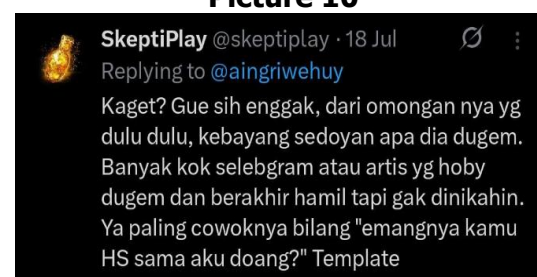 Picture 10
SkeptiPlay @skeptiplay · 18 Jul
Replying to @aingriwehuy
Kaget? Gue sih enggak, dari omongan nya yg
dulu dulu, kebayang sedoyan apa dia dugem.
Banyak kok selebgram atau artis yg hoby
dugem dan berakhir hamil tapi gak dinikahin.
Ya paling cowoknya bilang "emangnya kamu
HS sama aku doang?" Template